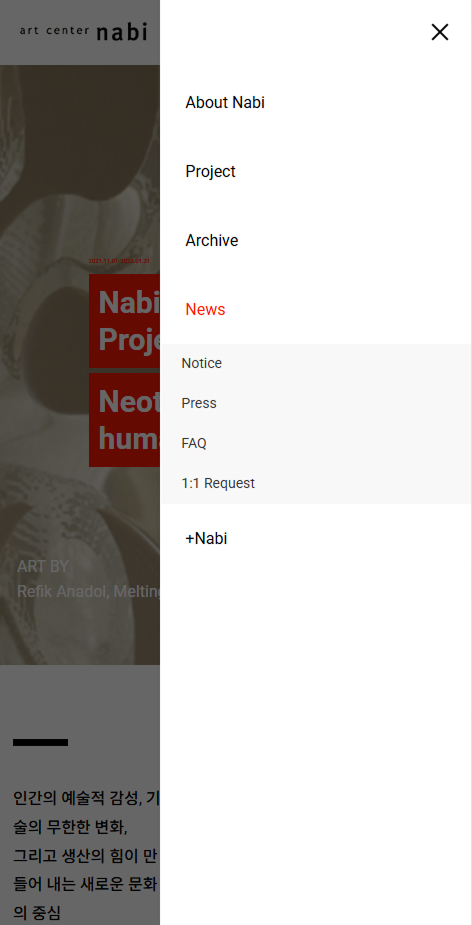 art center nabi
About Nabi
Project
Archive
News
Notice
Press
FAQ
1:1 Request
+Nabi
Nabi
Proje
Neot
huma
ART BY
Refik Anadol, Melting
인간의 예술적 감성, 기
술의 무한한 변화,
그리고 생산의 힘이 만
들어 내는 새로운 문화
의 중심